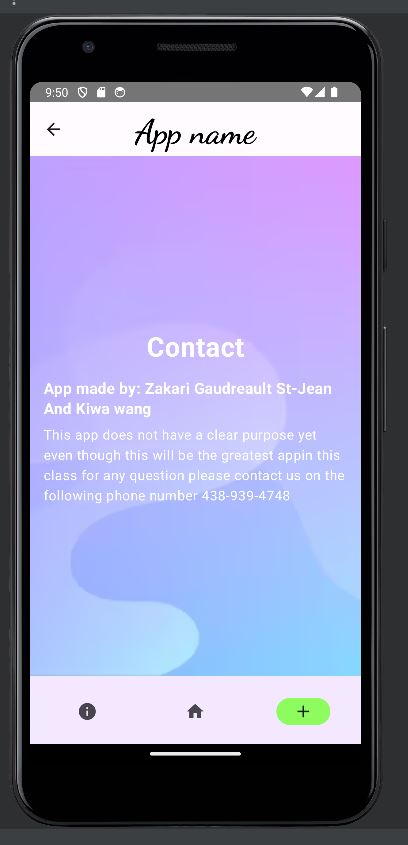 9:50
App name
Contact
App made by: Zakari Gaudreault St-Jean
And Kiwa wang
This app does not have a clear purpose yet
even though this will be the greatest appin this
class for any question please contact us on the
following phone number 438-939-4748